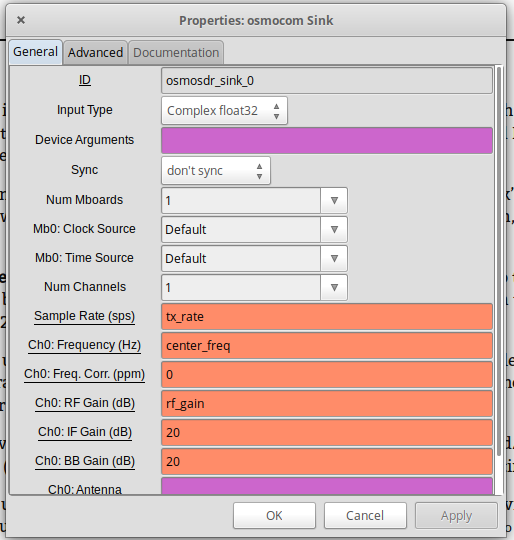 Properties: osmocom Sink
General Advanced Documentation
ID osmosdr_sink_0
Input Type Complex float32
Device Arguments
Sync don't sync
Num Mboards 1
Mb0: Clock Source Default
Mb0: Time Source Default
Num Channels 1
Sample Rate (sps) tx_rate
Ch0: Frequency (Hz) center_freq
Ch0: Freq. Corr. (ppm) 0
Ch0: RF Gain (dB) rf_gain
Ch0: IF Gain (dB) 20
Ch0: BB Gain (dB) 20
Ch0: Antenna
OK Cancel Apply